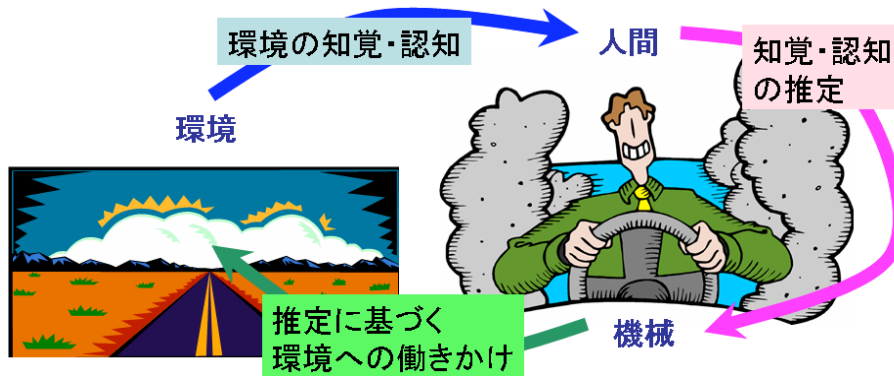 環境の知覚・認知
人間
知覚・認知
の推定
環境
推定に基づく
環境への働きかけ
機械